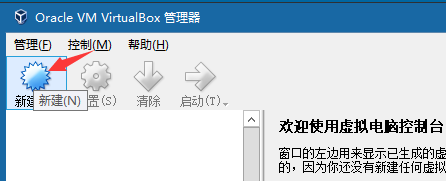 Oracle VM VirtualBox 管理器
管理(F) 控制(M) 帮助(H)
新建 置(S) 清除 启动(T)
新建(N)
欢迎使用虚拟电脑控制台
窗口的左边用来显示已生成的虚
的，因为你还没有新建任何虚拟